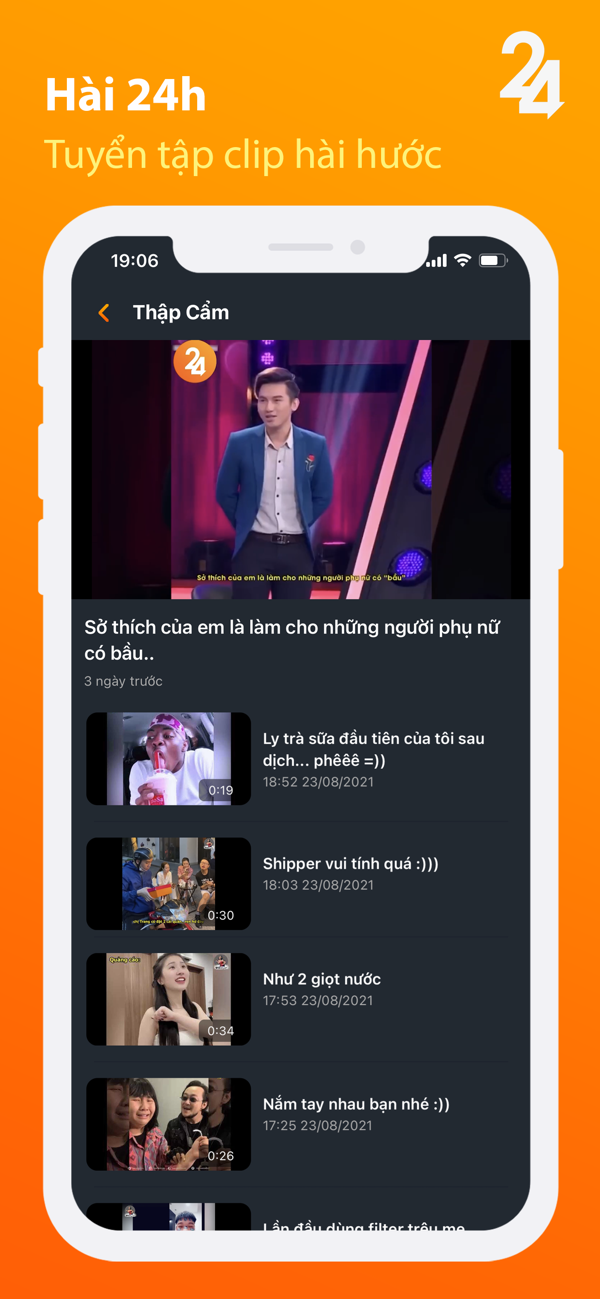 Hài 24h
24
Tuyển tập clip hài hước
19:06
Thập Cẩm
24
Sở thích của em là làm cho những người phụ nữ có "bầu"
Sở thích của em là làm cho những người phụ nữ
có bầu..
3 ngày trước
Ly trà sữa đầu tiên của tôi sau
dịch... phêêê =))
18:52 23/08/2021
0:19
Shipper vui tính quá :)))
18:03 23/08/2021
0:30
Quảng cáo:
Như 2 giọt nước
17:53 23/08/2021
0:34
Nắm tay nhau bạn nhé :))
17:25 23/08/2021
0:26
Lần đầu dùng filter trêu mẹ